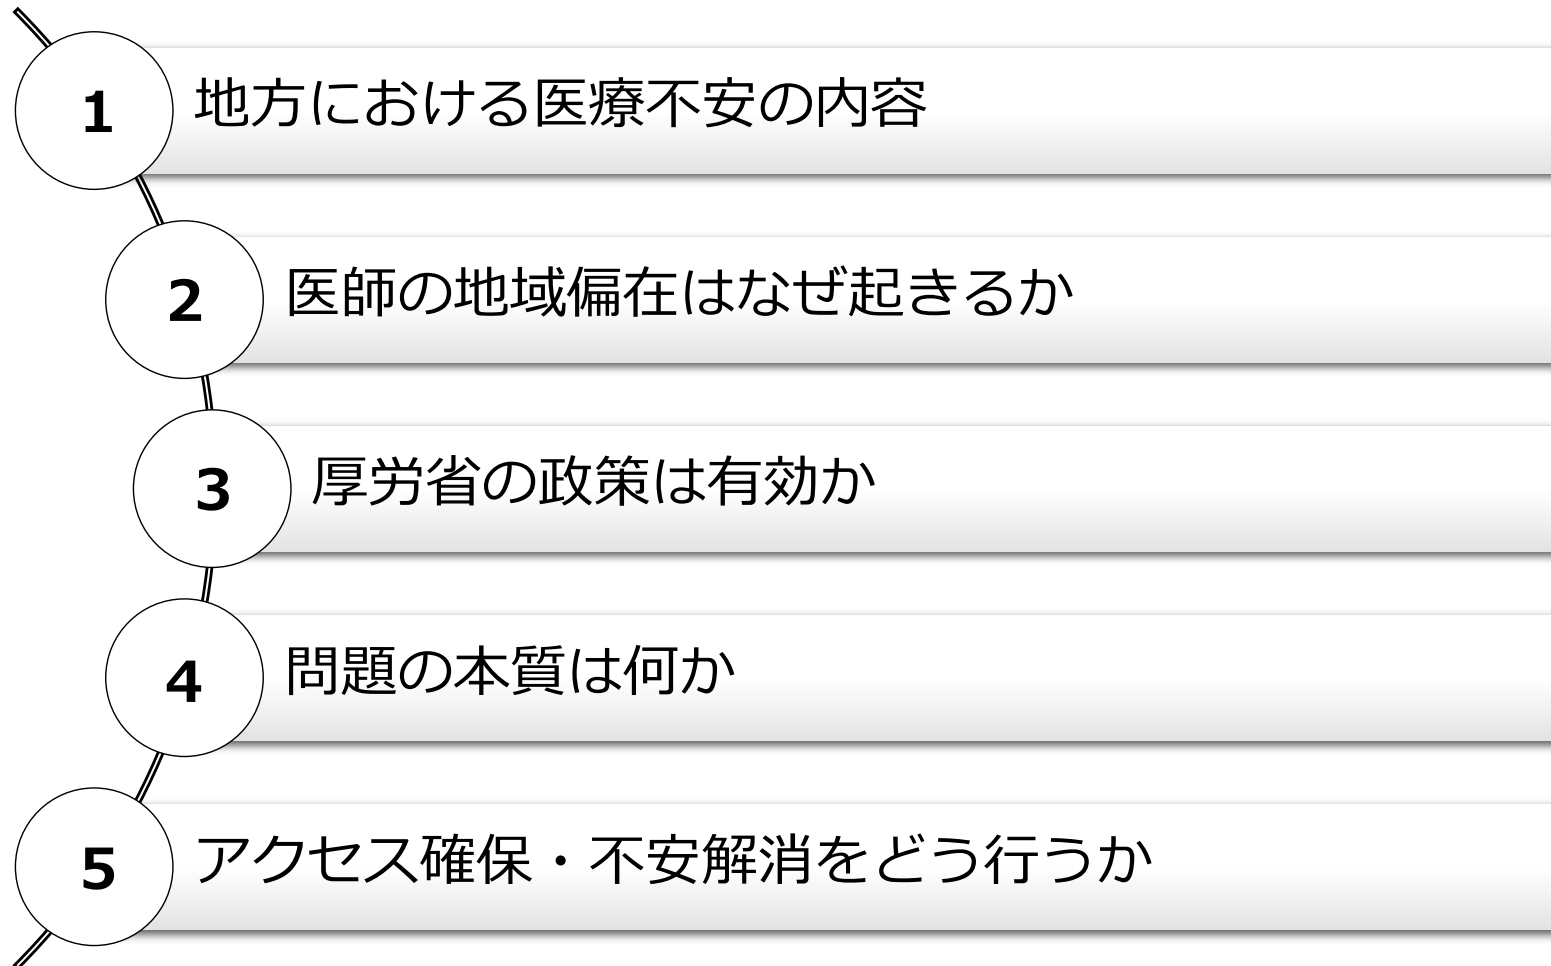 1 地方における医療不安の内容
2 医師の地域偏在はなぜ起きるか
3 厚労省の政策は有効か
4 問題の本質は何か
5 アクセス確保・不安解消をどう行うか